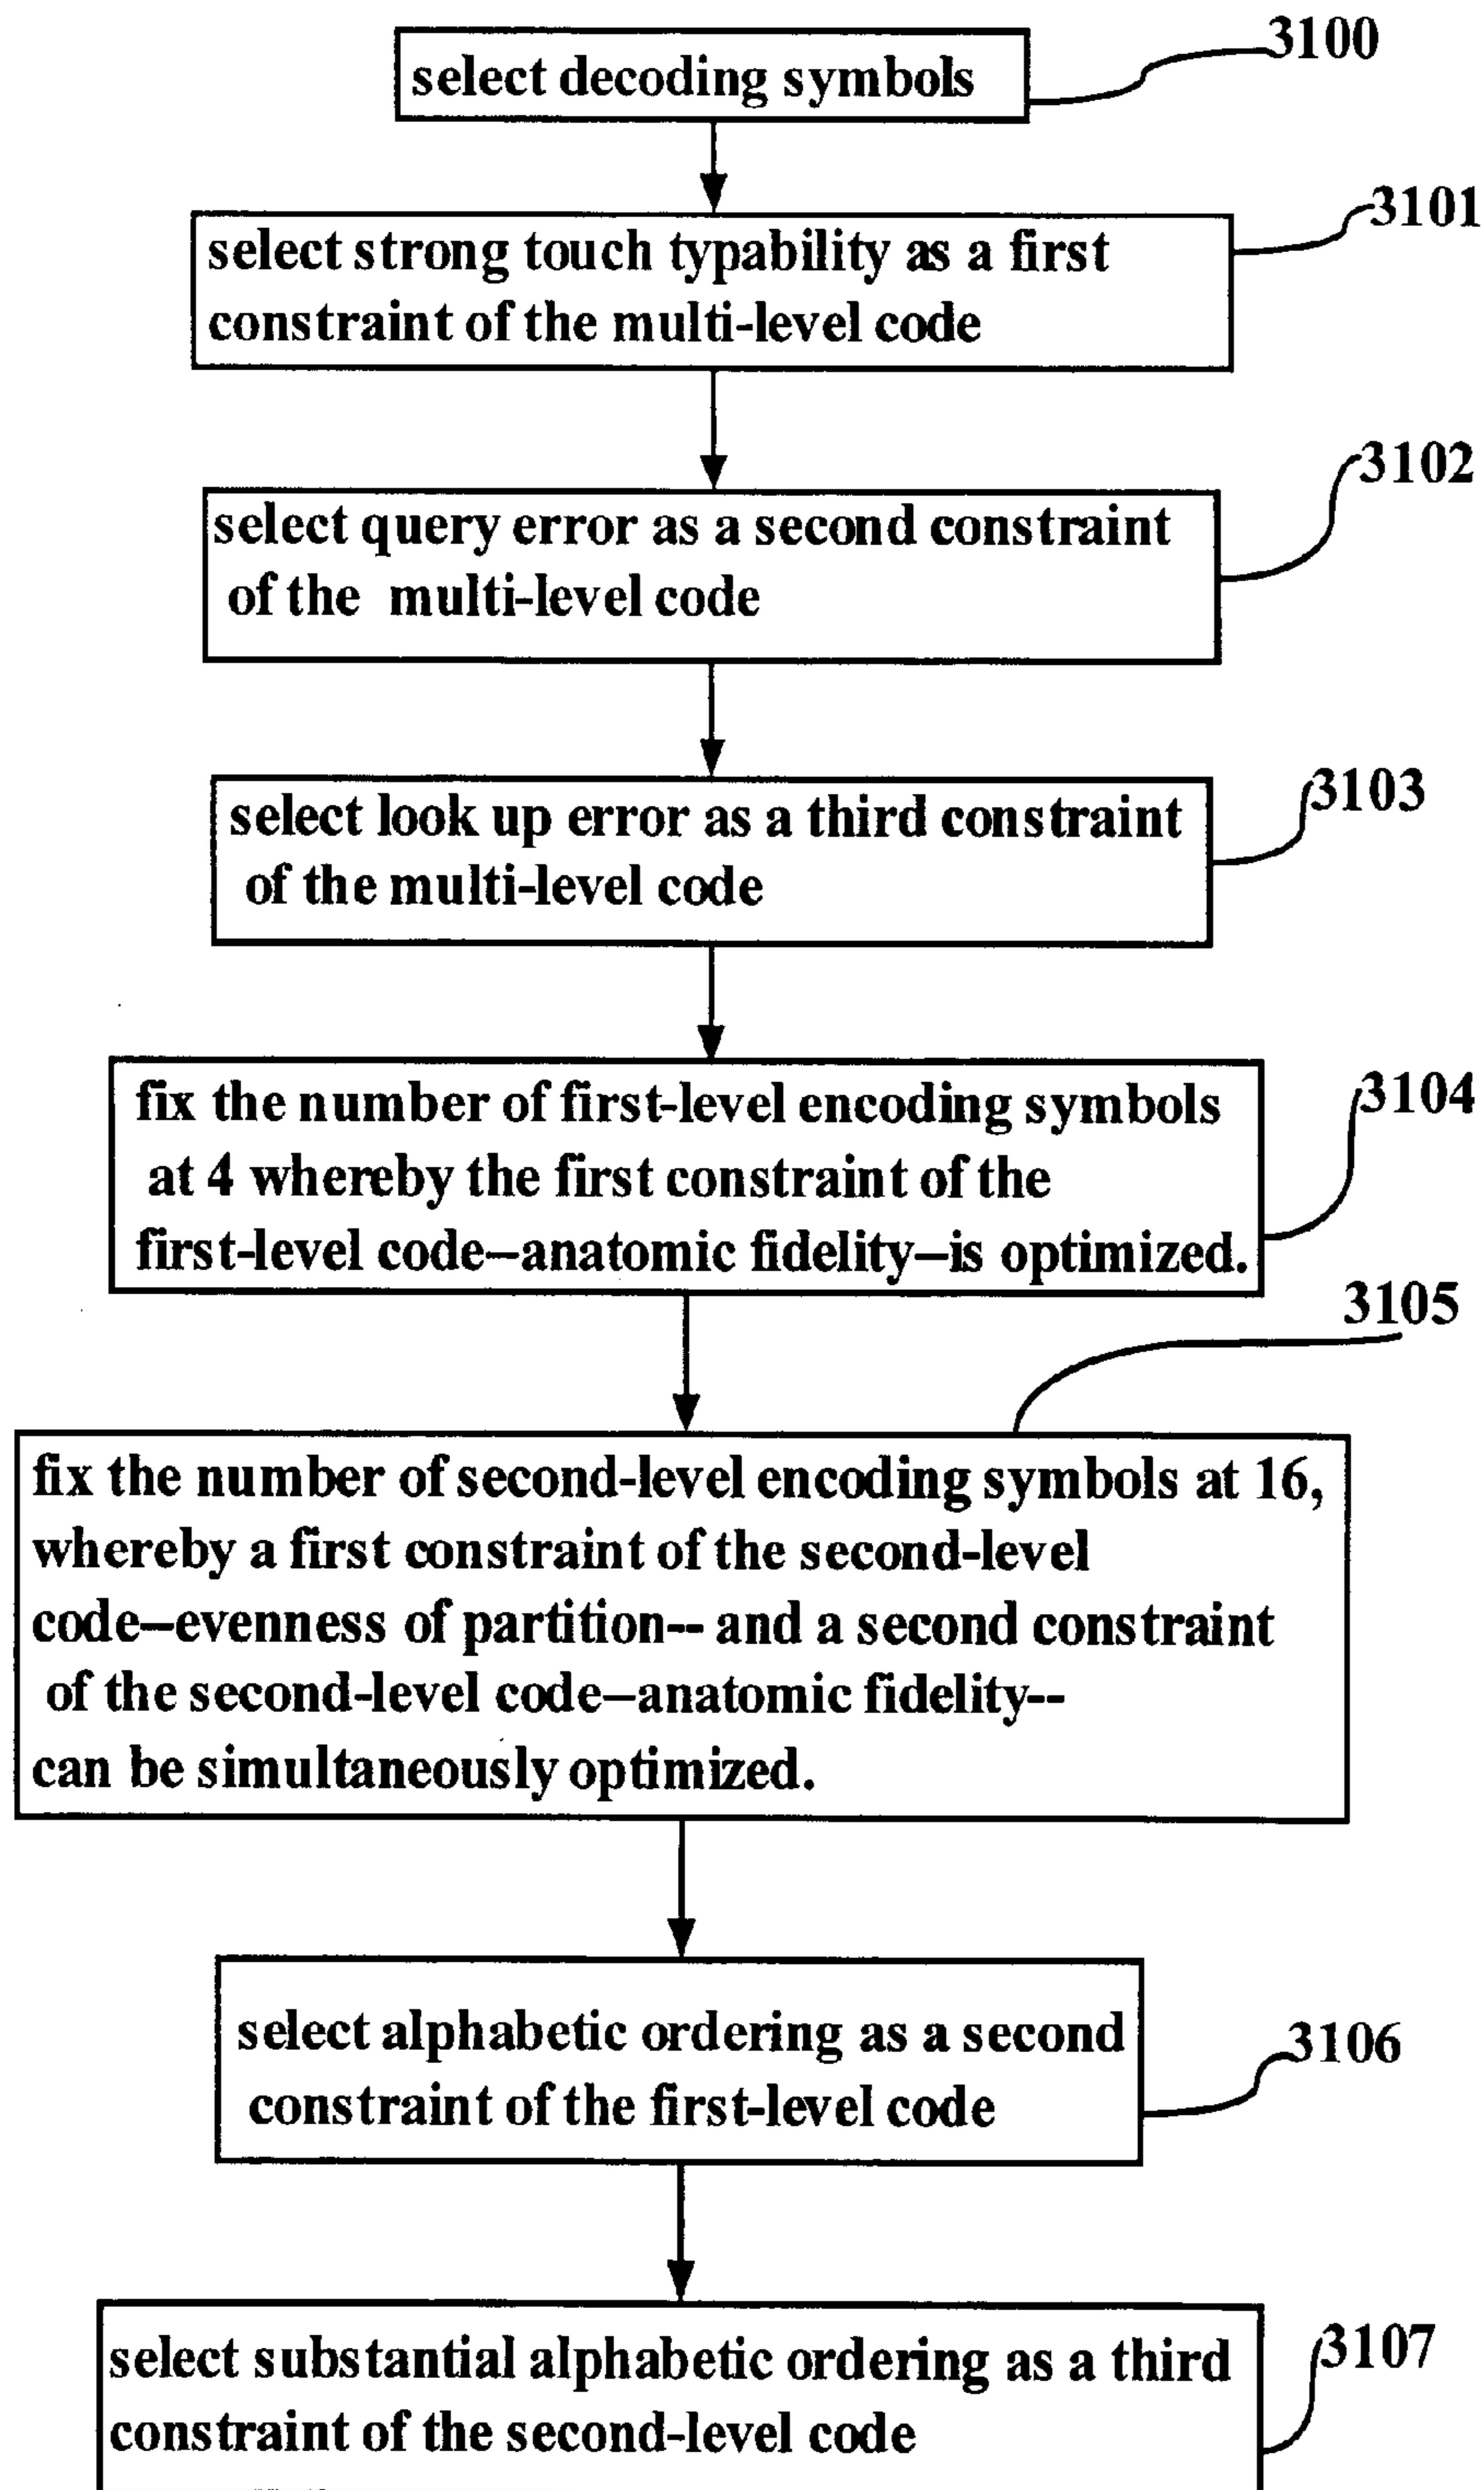 3100
select decoding symbols
3101
select strong touch typability as a first
constraint of the multi-level code
3102
select query error as a second constraint
of the multi-level code
3103
select look up error as a third constraint
of the multi-level code
3104
fix the number of first-level encoding symbols
at 4 whereby the first constraint of the
first-level code–anatomic fidelity–is optimized.
3105
fix the number of second-level encoding symbols at 16,
whereby a first constraint of the second-level
code–evenness of partition-- and a second constraint
of the second-level code–anatomic fidelity--
can be simultaneously optimized.
3106
select alphabetic ordering as a second
constraint of the first-level code
3107
select substantial alphabetic ordering as a third
constraint of the second-level code